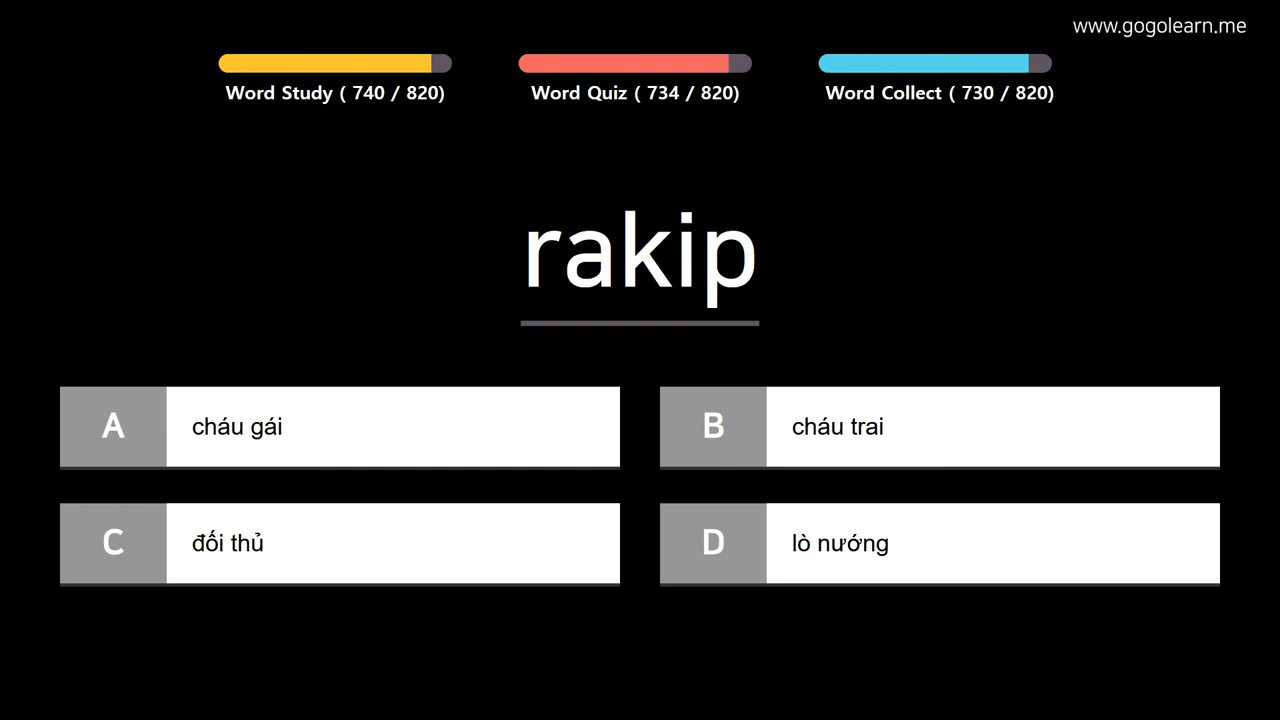 www.gogolearn.me
Word Study ( 740 / 820)
Word Quiz ( 734 / 820)
Word Collect ( 730 / 820)
rakip
A cháu gái
B cháu trai
C đối thủ
D lò nướng